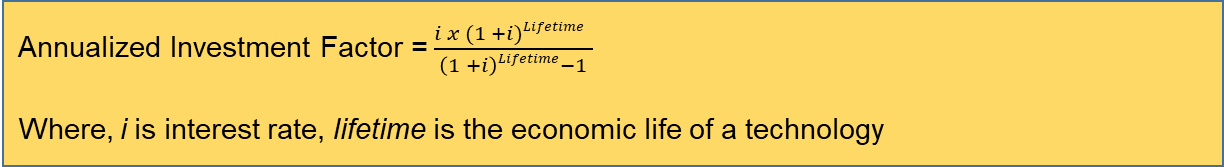 Annualized Investment Factor = i x (1 +i)^Lifetime / (1 +i)^Lifetime −1
Where, i is interest rate, lifetime is the economic life of a technology